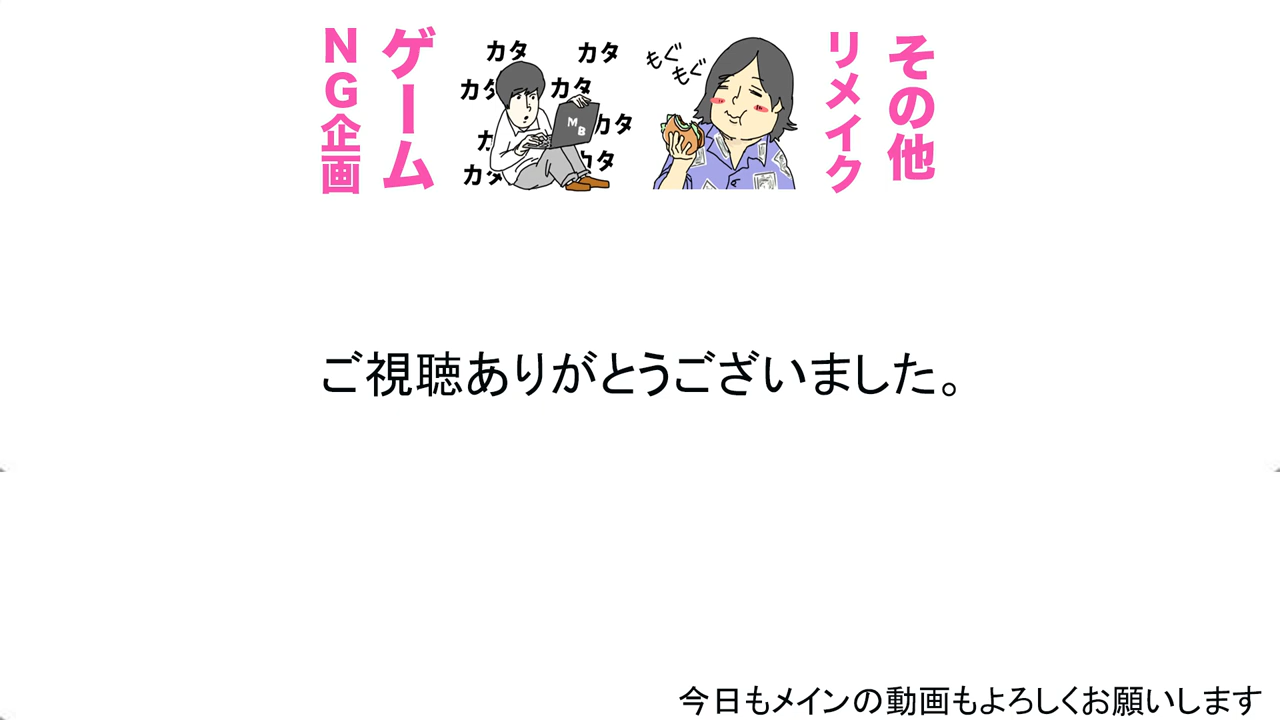 ゲーム
NG企画
カタ
カタ
カタ
カタ
カタ
カ
カタ
カタ
MB
もぐ
もぐ
その他
リメイク
ご視聴ありがとうございました。
今日もメインの動画もよろしくお願いします